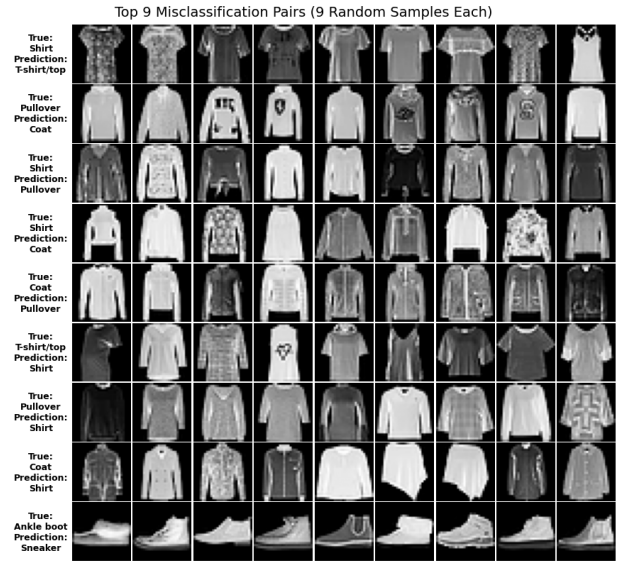 Top 9 Misclassification Pairs (9 Random Samples Each)
True:
Shirt
Prediction:
T-shirt/top
True:
Pullover
Prediction:
Coat
True:
Shirt
Prediction:
Pullover
True:
Shirt
Prediction:
Coat
True:
Coat
Prediction:
Pullover
True:
T-shirt/top
Prediction:
Shirt
True:
Pullover
Prediction:
Shirt
True:
Coat
Prediction:
Shirt
True:
Ankle boot
Prediction:
Sneaker